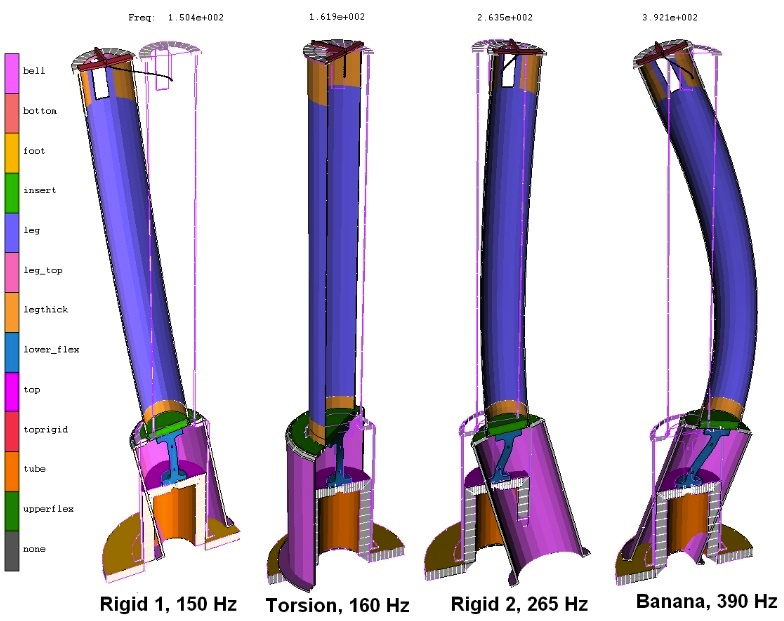 Freq: 1.504e+002
1.619e+002
2.635e+002
3.921e+002
bell
bottom
foot
insert
leg
leg_top
legthick
lower_flex
top
toprigid
tube
upperflex
none
Rigid 1, 150 Hz
Torsion, 160 Hz
Rigid 2, 265 Hz
Banana, 390 Hz